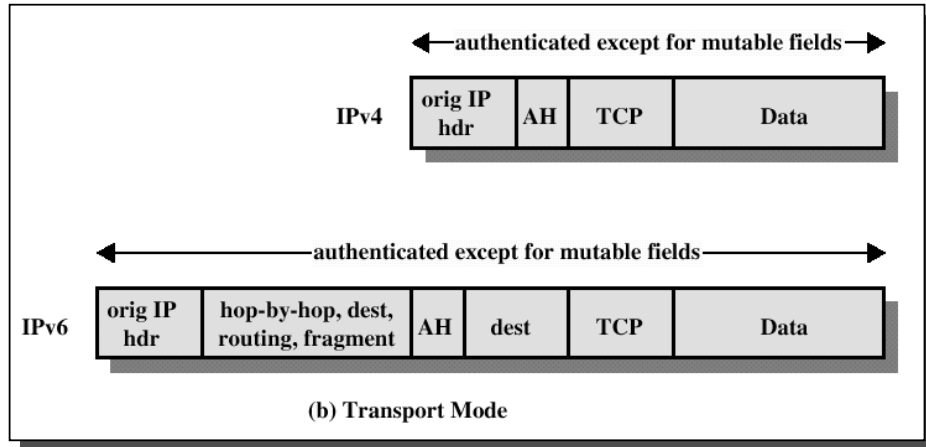 authenticated except for mutable fields
IPv4
orig IP
hdr
AH
TCP
Data
authenticated except for mutable fields
IPv6
orig IP
hdr
hop-by-hop, dest,
routing, fragment
AH
dest
TCP
Data
(b) Transport Mode